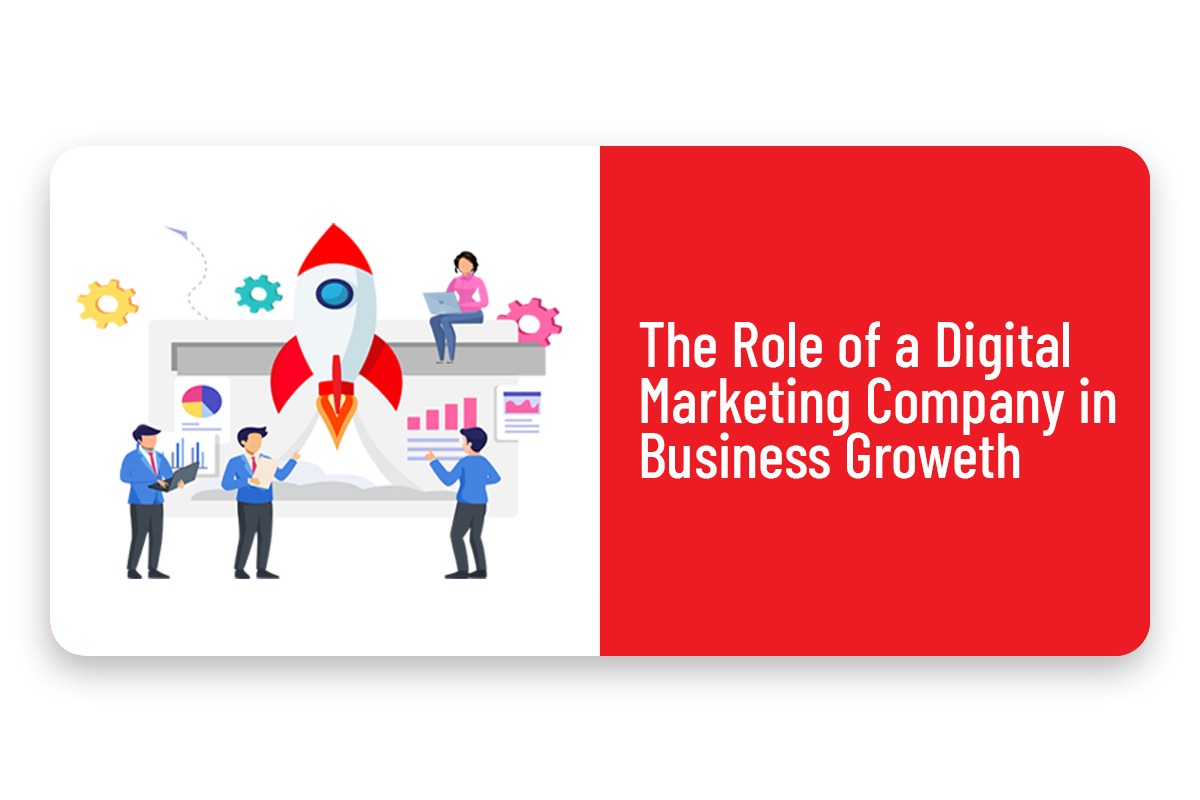 The Role of a Digital
Marketing Company in
Business Groweth